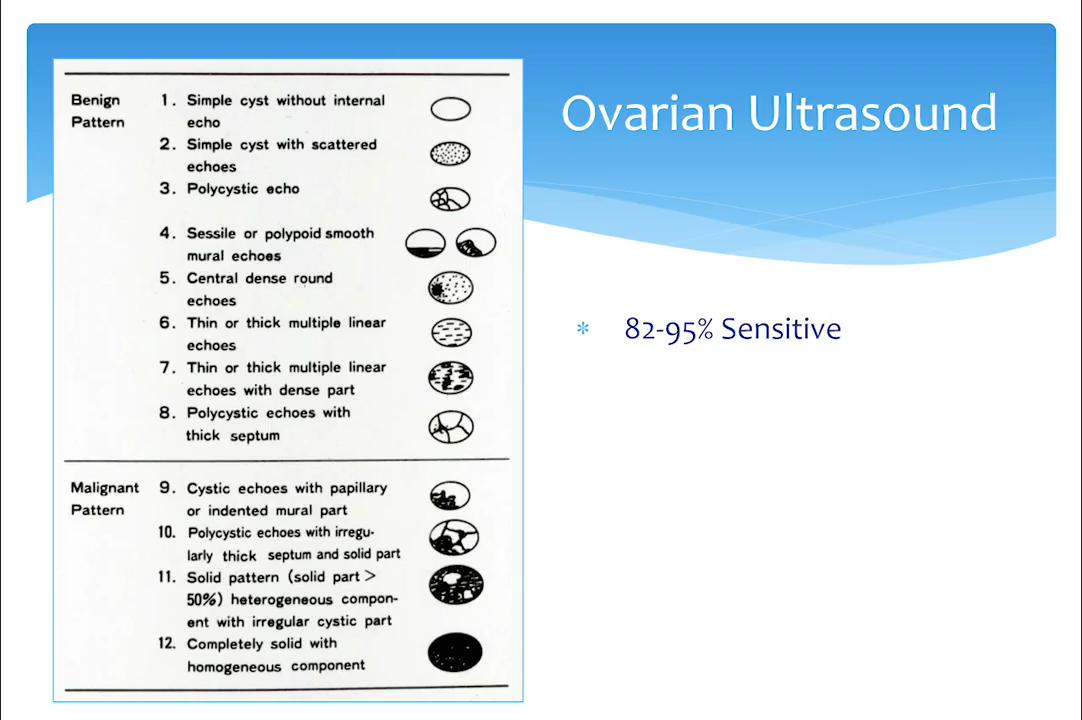 Ovarian Ultrasound
Benign
Pattern
1. Simple cyst without internal
echo
2. Simple cyst with scattered
echoes
3. Polycystic echo
4. Sessile or polypoid smooth
mural echoes
5. Central dense round
echoes
6. Thin or thick multiple linear
echoes
7. Thin or thick multiple linear
echoes with dense part
8. Polycystic echoes with
thick septum
Malignant
Pattern
9. Cystic echoes with papillary
or indented mural part
10. Polycystic echoes with irregu-
larly thick septum and solid part
11. Solid pattern (solid part >
50%) heterogeneous compon-
ent with irregular cystic part
12. Completely solid with
homogeneous component
* 82-95% Sensitive